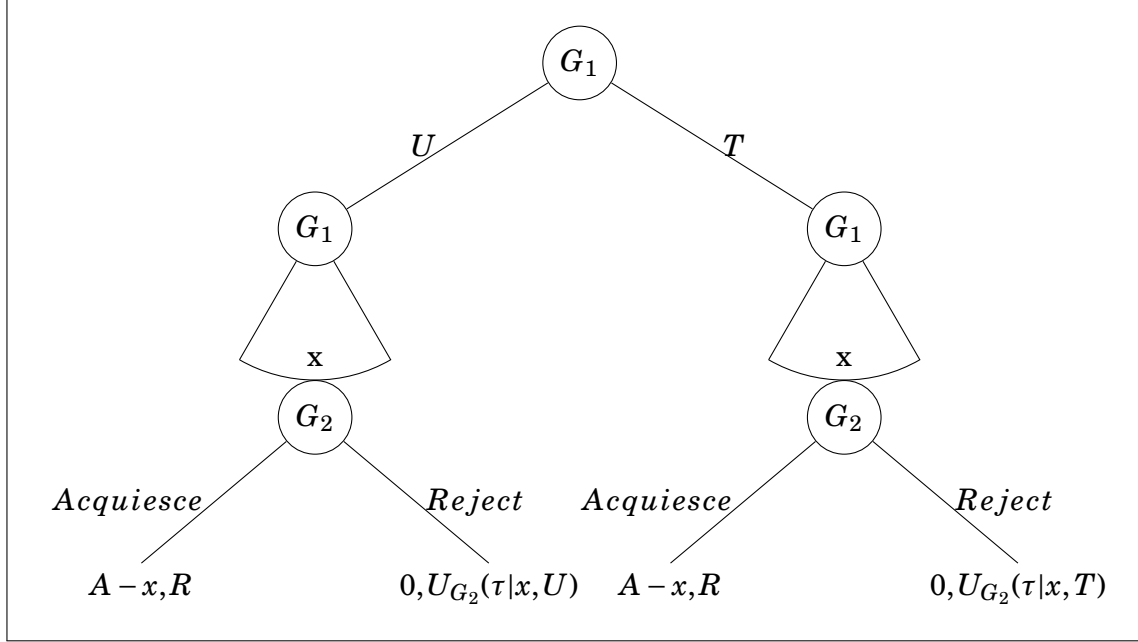 G₁
U T
G₁ G₁
x x
G₂ G₂
Acquiesce Reject Acquiesce Reject
A − x,R 0,U_{G₂}(τ|x,U) A − x,R 0,U_{G₂}(τ|x,T)